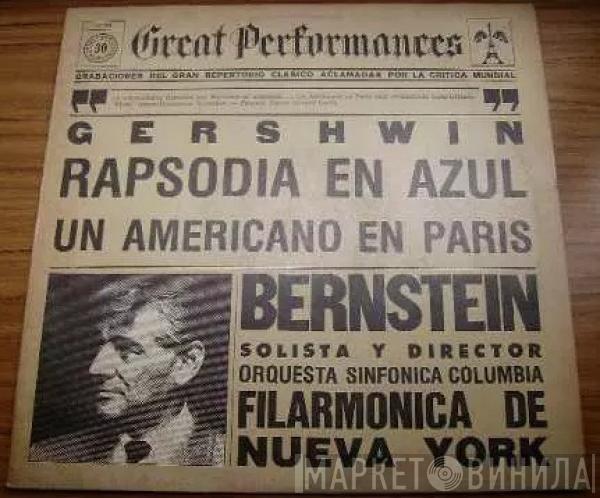 30
Great Performances
GRABACIONES DEL GRAN REPERTORIO CLASICO ACLAMADAS POR LA CRITICA MUNDIAL
GERSHWIN
RAPSODIA EN AZUL
UN AMERICANO EN PARIS
BERNSTEIN
SOLISTA Y DIRECTOR
ORQUESTA SINFONICA COLUMBIA
FILARMONICA DE
NUEVA YORK
МАРКЕТ ВИНИЛА